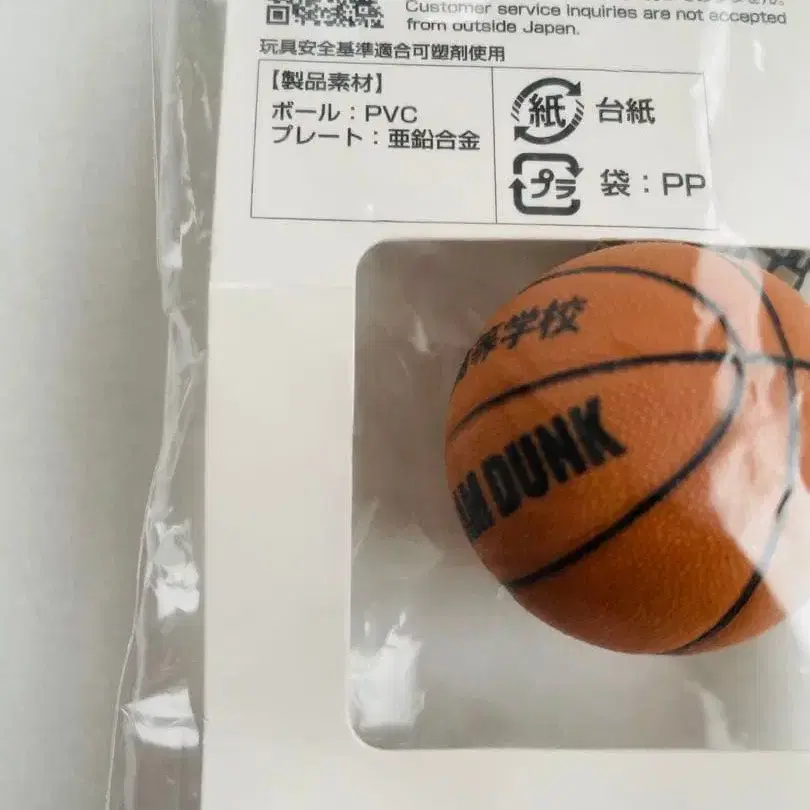 Customer service inquiries are not accepted
from outside Japan.
玩具安全基準適合可塑剤使用
【製品素材】
ボール：PVC
プレート：亜鉛合金
紙 台紙
プラ 袋：PP
等学校
DUNK